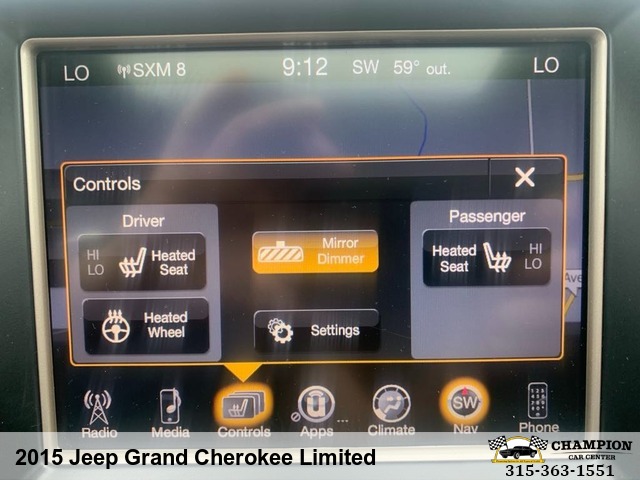 LO SXM 8 9:12 SW 59° out. LO
Controls
Driver
Passenger
HI
LO
Heated
Seat
Mirror
Dimmer
Heated
Seat
HI
LO
Heated
Wheel
Settings
Ave
Radio Media Controls Apps Climate Nav Phone
SW
2015 Jeep Grand Cherokee Limited
CHAMPION
CAR CENTER
315-363-1551